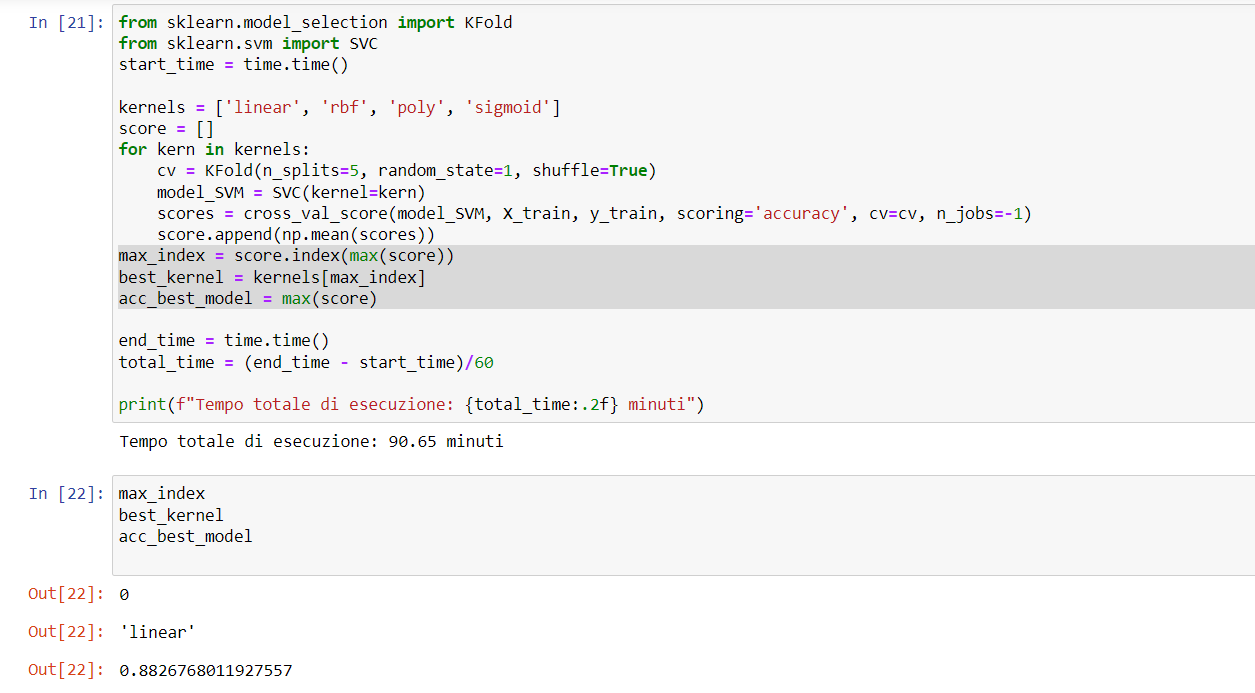 In [21]: from sklearn.model_selection import KFold
from sklearn.svm import SVC
start_time = time.time()

kernels = ['linear', 'rbf', 'poly', 'sigmoid']
score = []
for kern in kernels:
    cv = KFold(n_splits=5, random_state=1, shuffle=True)
    model_SVM = SVC(kernel=kern)
    scores = cross_val_score(model_SVM, X_train, y_train, scoring='accuracy', cv=cv, n_jobs=-1)
    score.append(np.mean(scores))
max_index = score.index(max(score))
best_kernel = kernels[max_index]
acc_best_model = max(score)

end_time = time.time()
total_time = (end_time - start_time)/60

print(f"Tempo totale di esecuzione: {total_time:.2f} minuti")
Tempo totale di esecuzione: 90.65 minuti
In [22]: max_index
best_kernel
acc_best_model
Out[22]: 0
Out[22]: 'linear'
Out[22]: 0.8826768011927557